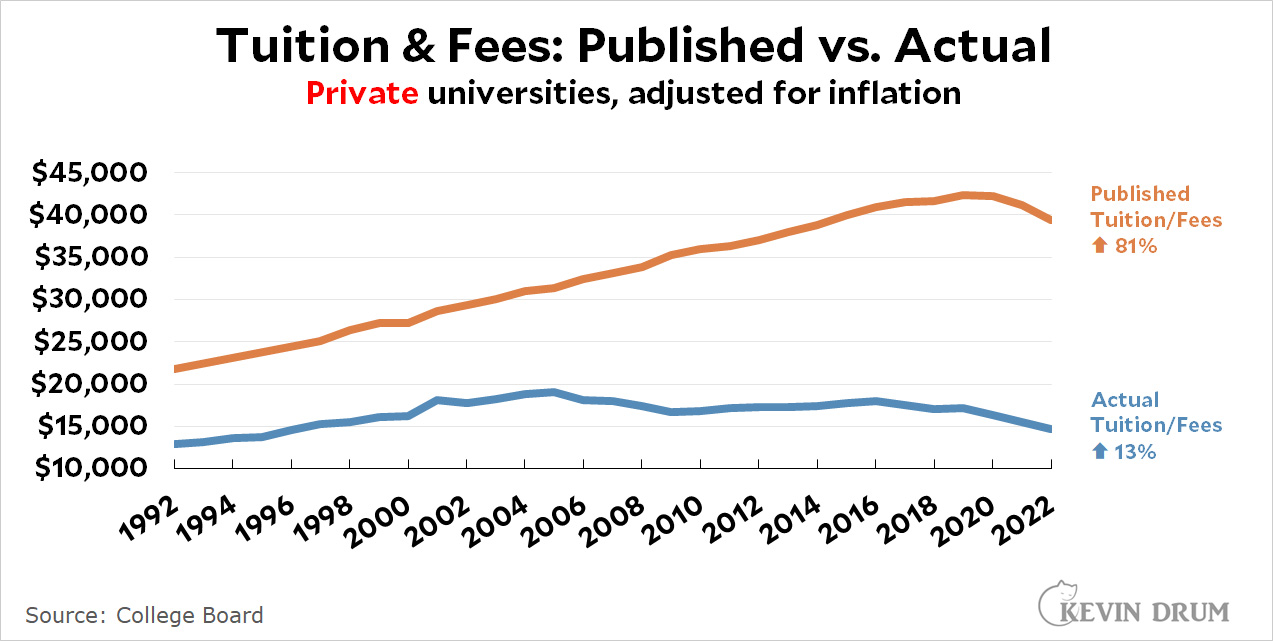 Tuition & Fees: Published vs. Actual
Private universities, adjusted for inflation
$45,000
$40,000
$35,000
$30,000
$25,000
$20,000
$15,000
$10,000
Published
Tuition/Fees
⬆ 81%
Actual
Tuition/Fees
⬆ 13%
1992 1994 1996 1998 2000 2002 2004 2006 2008 2010 2012 2014 2016 2018 2020 2022
Source: College Board
KEVIN DRUM